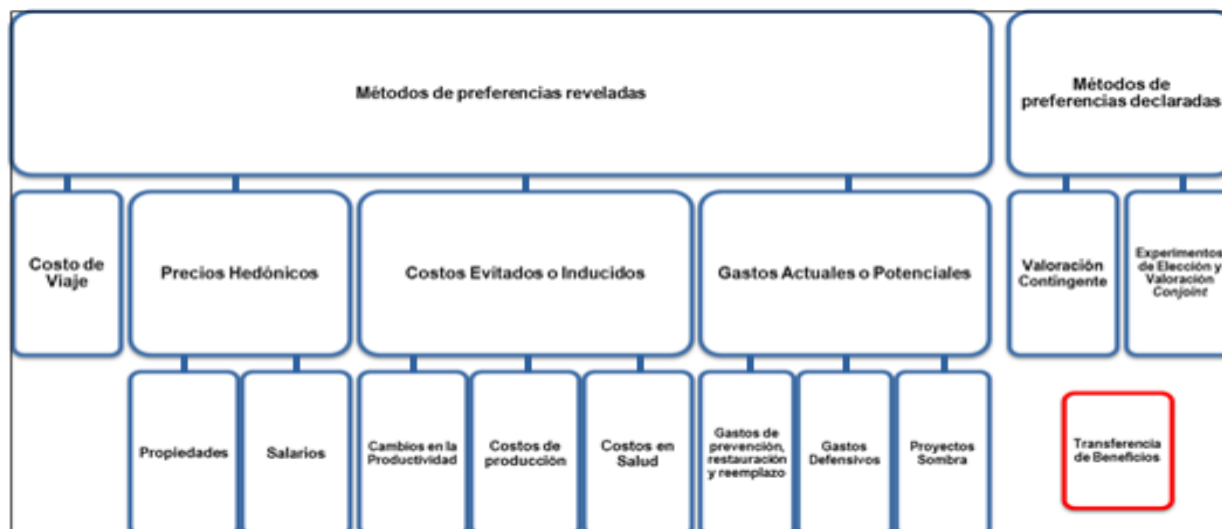 Métodos de preferencias reveladas
Métodos de
preferencias declaradas
Costo de
Viaje
Precios Hedónicos
Costos Evitados o Inducidos
Gastos Actuales o Potenciales
Valoración
Contingente
Experimentos
de Elección y
Valoración
Conjoint
Propiedades
Salarios
Cambios en la
Productividad
Costos de
producción
Costos en
Salud
Gastos de
prevención,
restauración
y reemplazo
Gastos
Defensivos
Proyectos
Sombra
Transferencia
de Beneficios